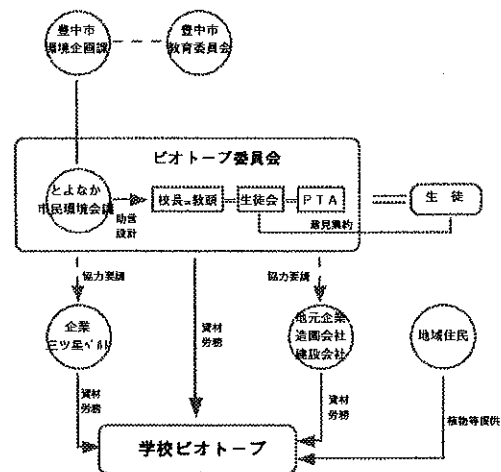 豊中市
環境企画課
豊中市
教育委員会
ビオトープ委員会
とよなか
市民環境会議
助言
設計
校長=教頭
生徒会
PTA
生徒
意見集約
協力要請
協力要請
企業
三ツ星ベルト
資材
労務
地元企業
造園会社
建設会社
地域住民
資材
労務
資材
労務
植物等提供
学校ビオトープ